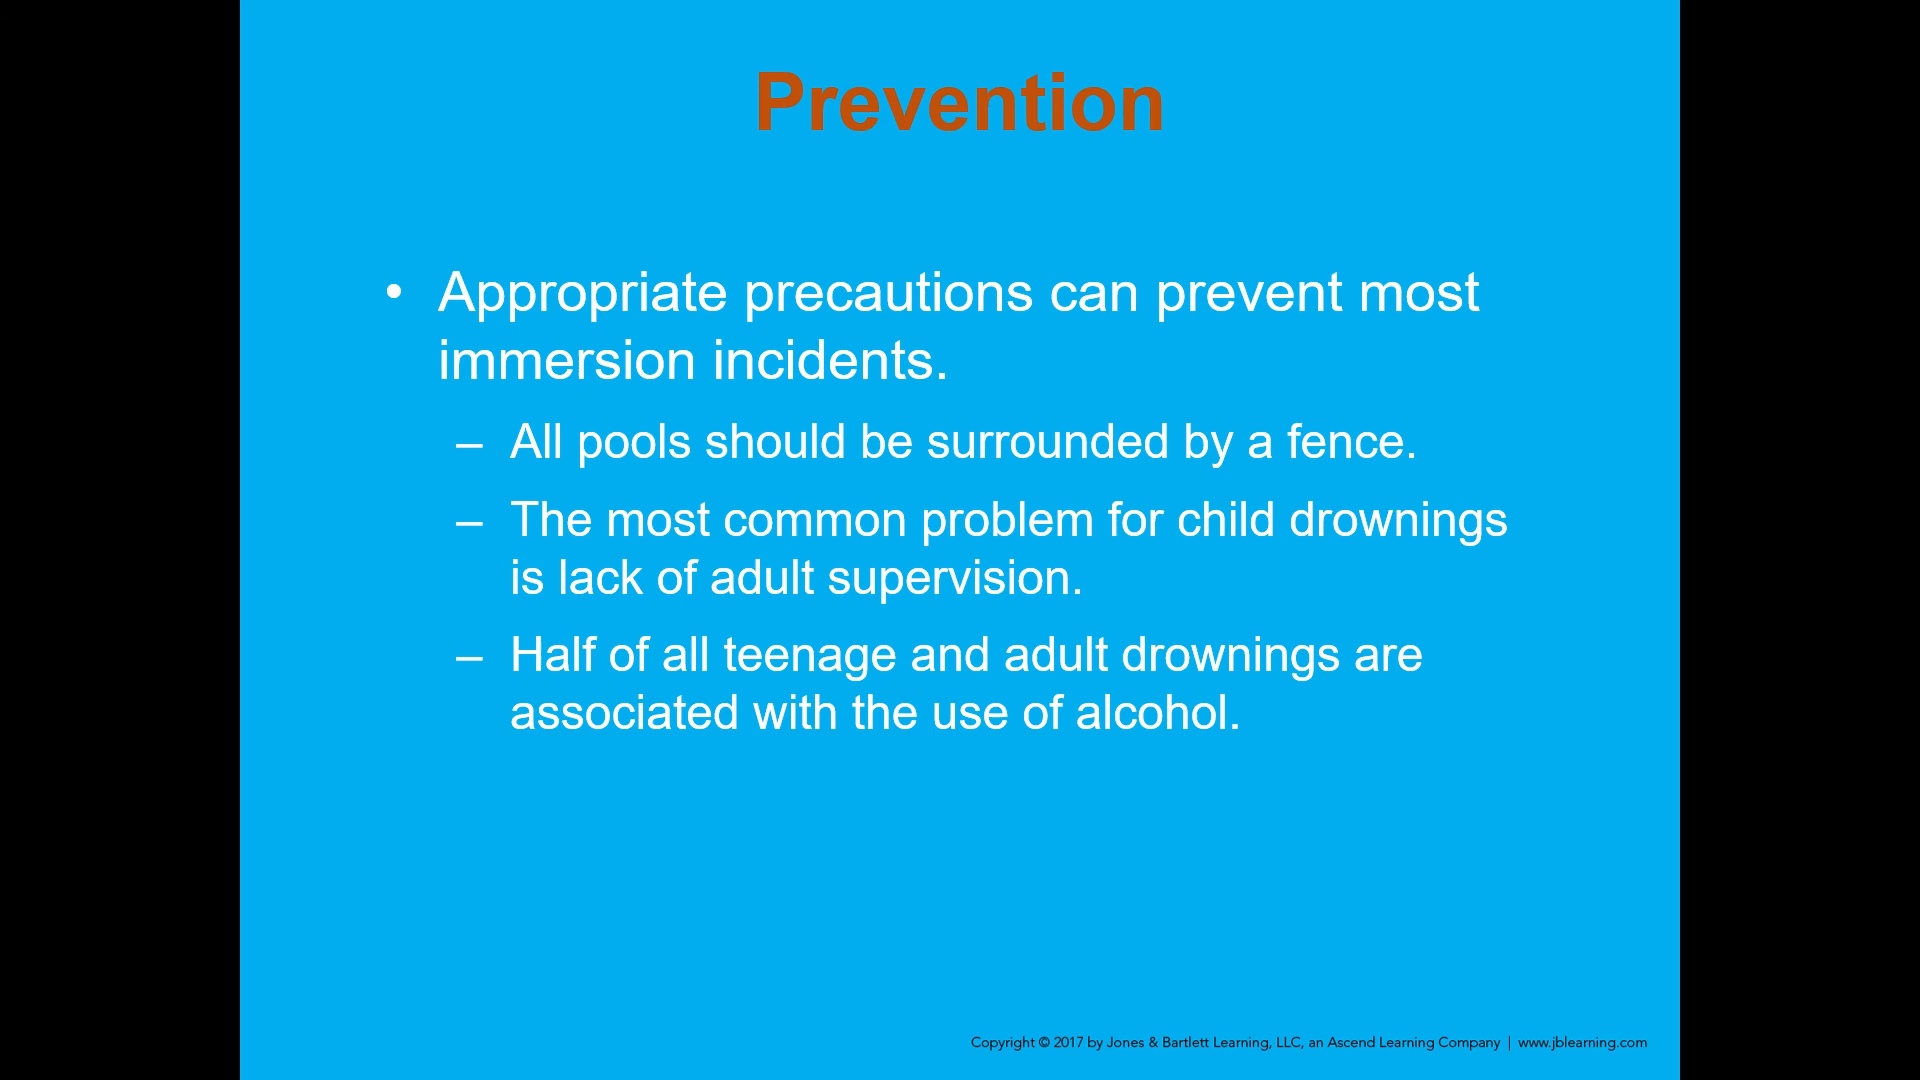 Prevention
• Appropriate precautions can prevent most
immersion incidents.
– All pools should be surrounded by a fence.
– The most common problem for child drownings
is lack of adult supervision.
– Half of all teenage and adult drownings are
associated with the use of alcohol.
Copyright © 2017 by Jones & Bartlett Learning, LLC, an Ascend Learning Company | www.jblearning.com